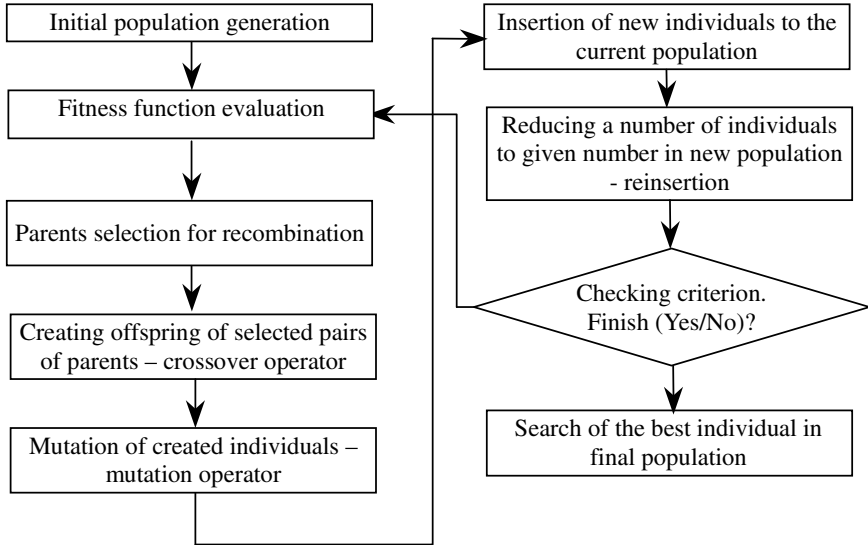 Initial population generation
Fitness function evaluation
Parents selection for recombination
Creating offspring of selected pairs
of parents – crossover operator
Mutation of created individuals –
mutation operator
Insertion of new individuals to the
current population
Reducing a number of individuals
to given number in new population
- reinsertion
Checking criterion.
Finish (Yes/No)?
Search of the best individual in
final population